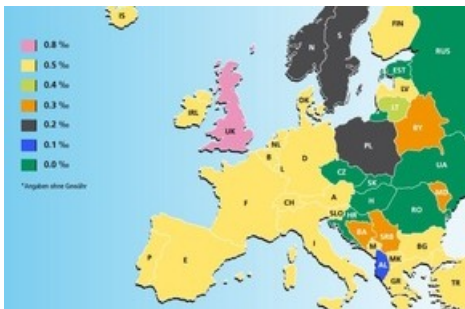 IS
FIN
N
S
RUS
0.8 ‰
0.5 ‰
0.4 ‰
0.3 ‰
0.2 ‰
0.1 ‰
0.0 ‰
*Angaben ohne Gewähr
EST
LV
LT
DK
IRL
UK
BY
NL
B
D
PL
L
UA
CZ
SK
F
CH
A
H
MD
SLO
HR
RO
BA
SRB
I
M
BG
P
E
AL
MK
GR
TR